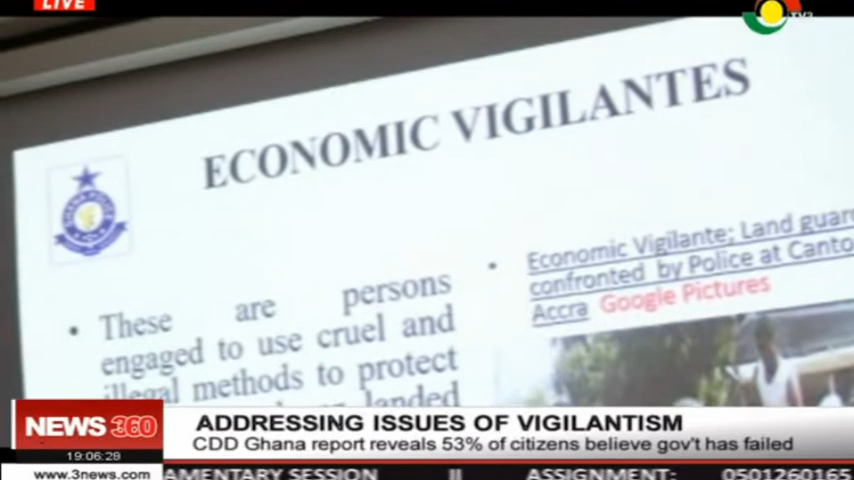 LIVE
TV3
ECONOMIC VIGILANTES
These are persons
engaged to use cruel and
illegal methods to protect
landed
Economic Vigilante; Land guar
confronted by Police at Canto
Accra Google Pictures
NEWS 360
19:06:28
www.3news.com
ADDRESSING ISSUES OF VIGILANTISM
CDD Ghana report reveals 53% of citizens believe gov't has failed
AMENTARY SESSION || ASSIGNMENT: 0501260165